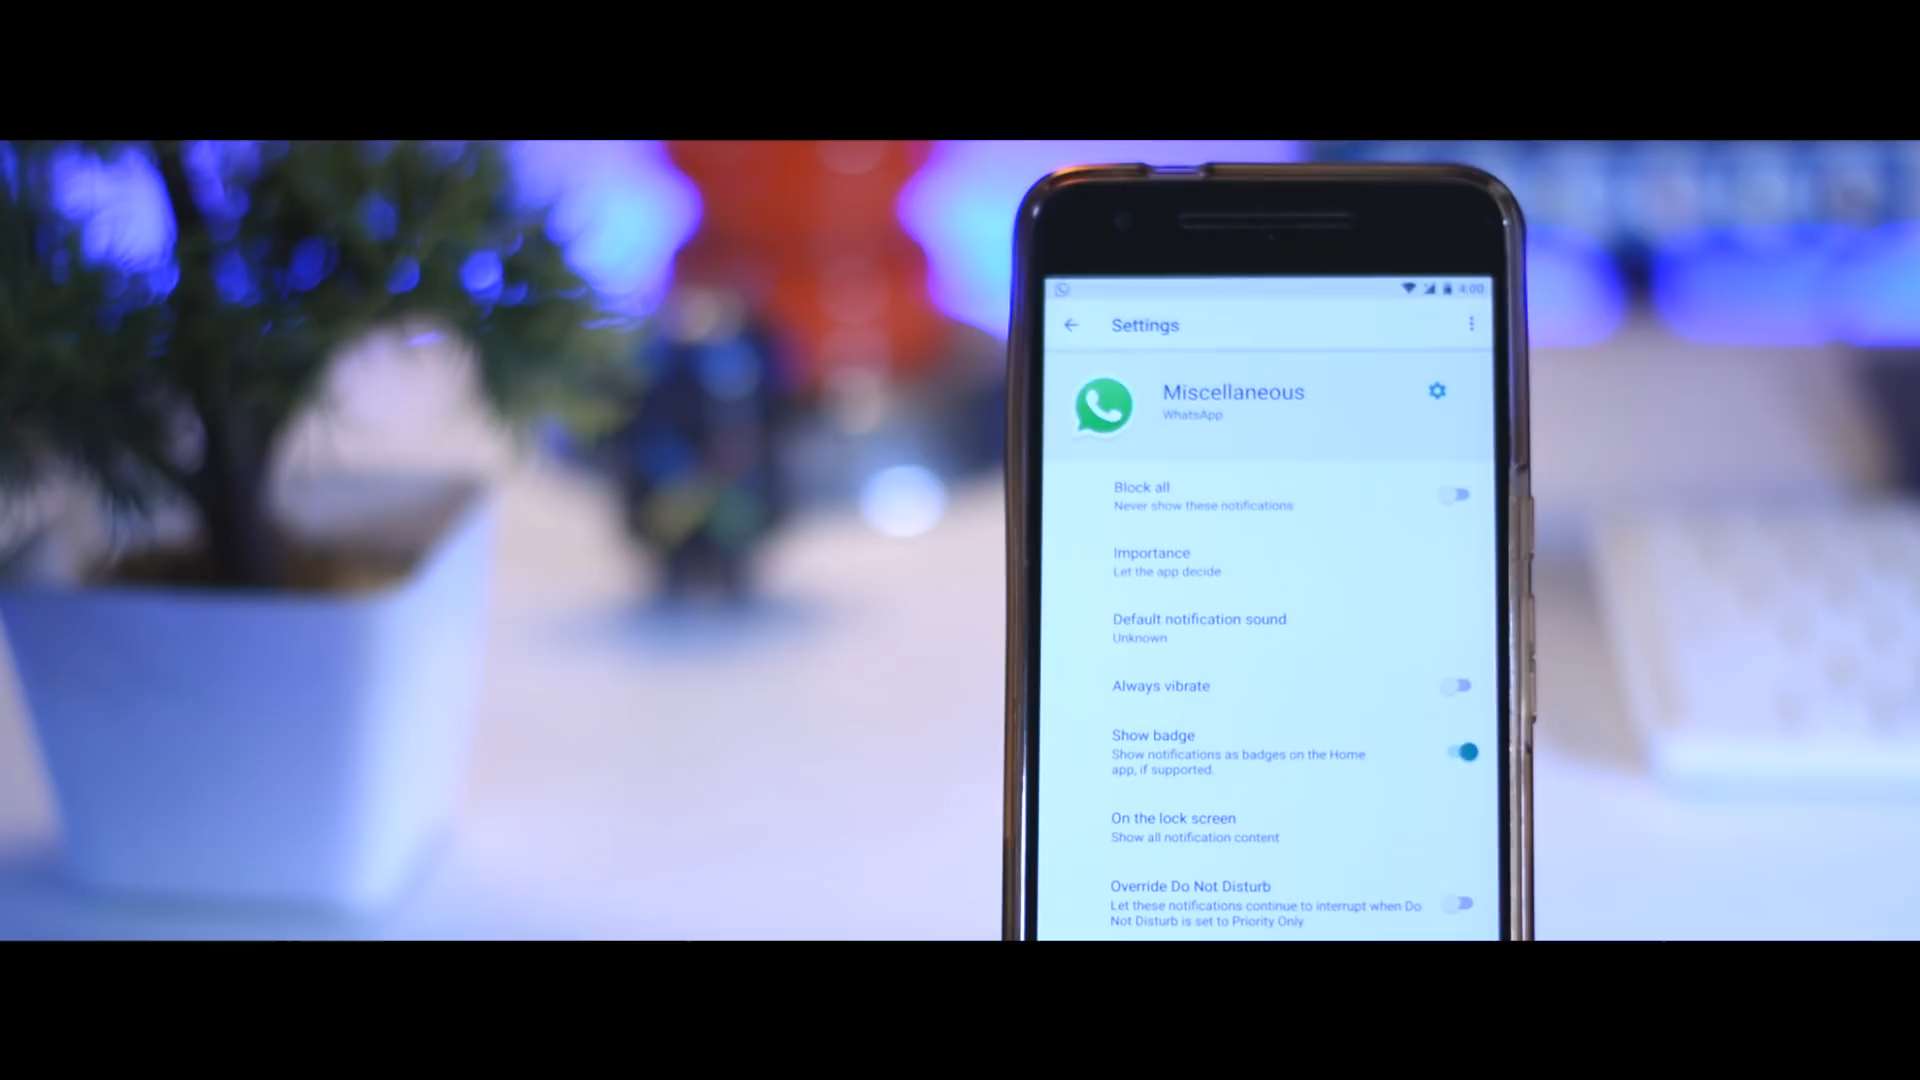 4:00
Settings
Miscellaneous
WhatsApp
Block all
Never show these notifications
Importance
Let the app decide
Default notification sound
Unknown
Always vibrate
Show badge
Show notifications as badges on the Home
app, if supported.
On the lock screen
Show all notification content
Override Do Not Disturb
Let these notifications continue to interrupt when Do
Not Disturb is set to Priority Only